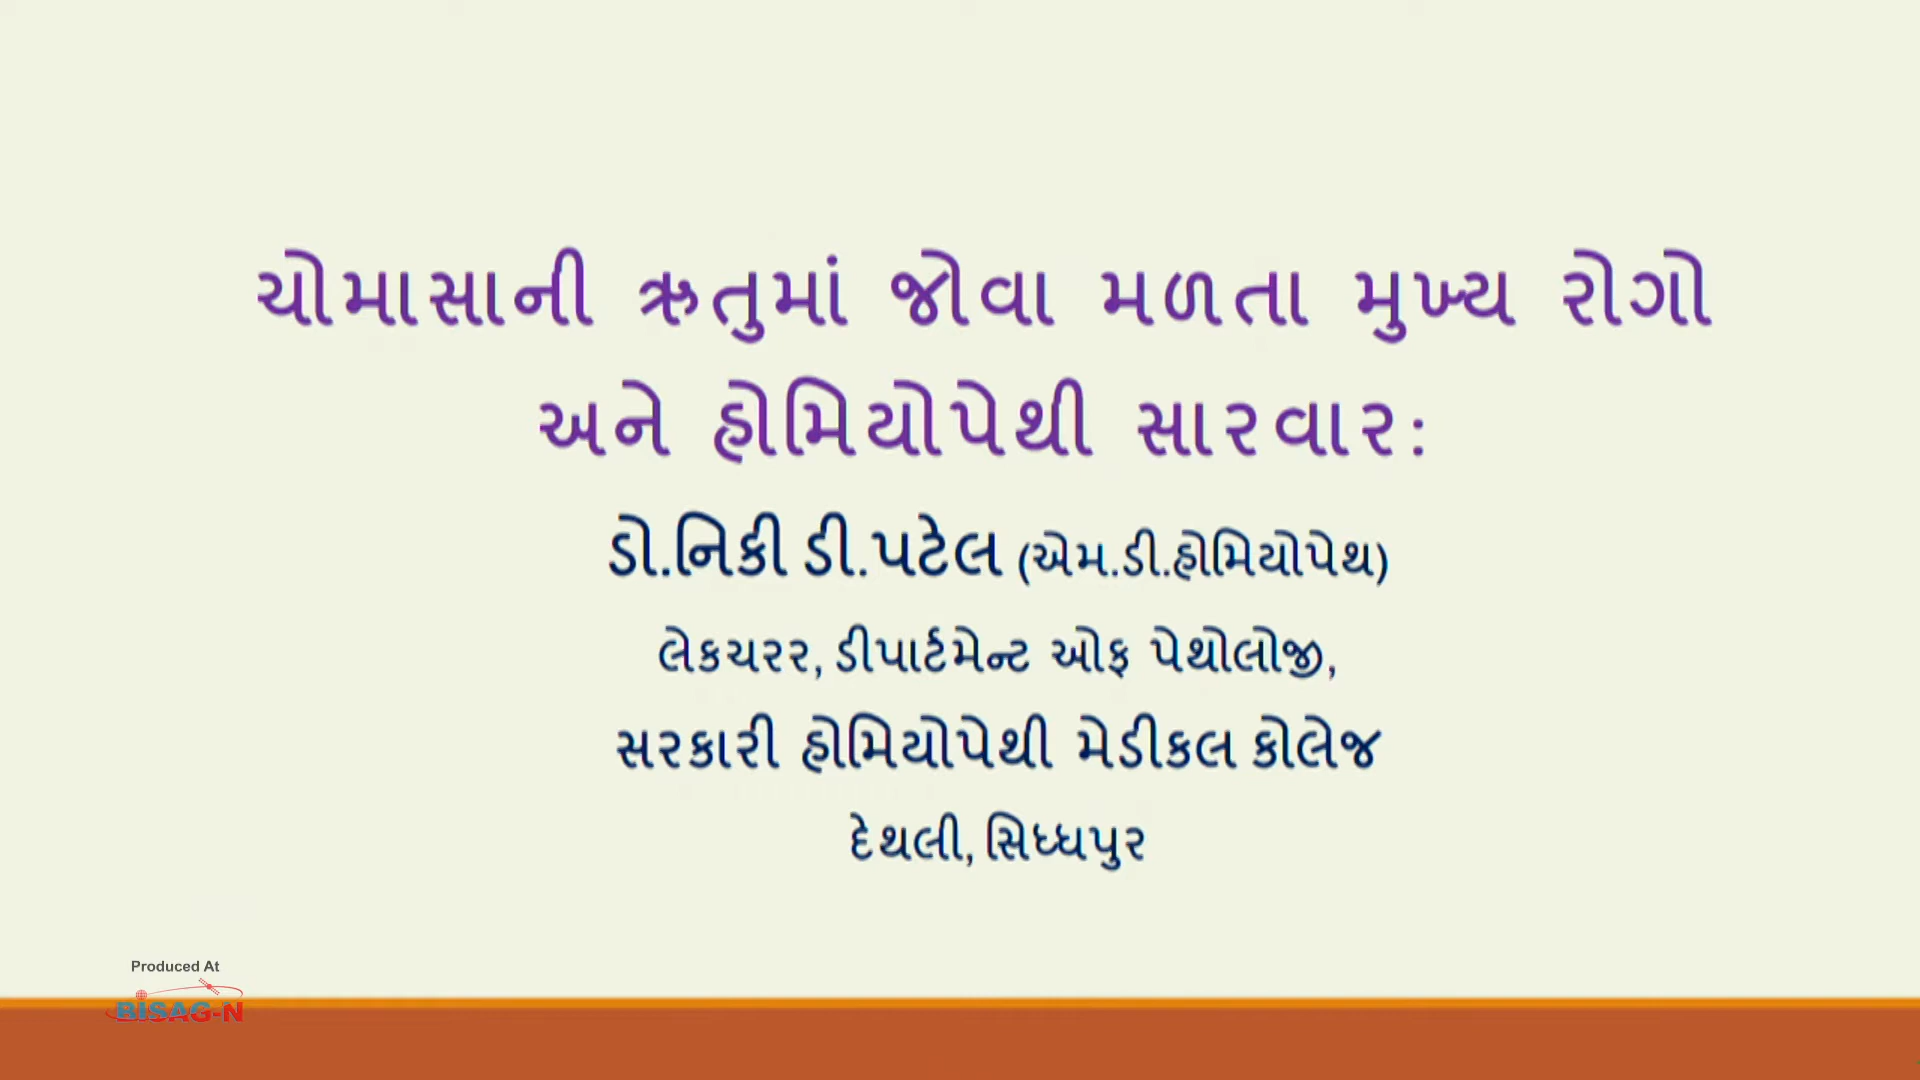 ચોમાસાની ઋતુમાં જોવા મળતા મુખ્ય રોગો
અને હોમિયોપેથી સારવાર:
ડો.નિકી ડી.પટેલ (એમ.ડી.હોમિયોપેથ)
લેકચરર, ડીપાર્ટમેન્ટ ઓફ પેથોલોજી,
સરકારી હોમિયોપેથી મેડીકલ કોલેજ
દેથલી, સિધ્ધપુર
Produced At
BISAG-N